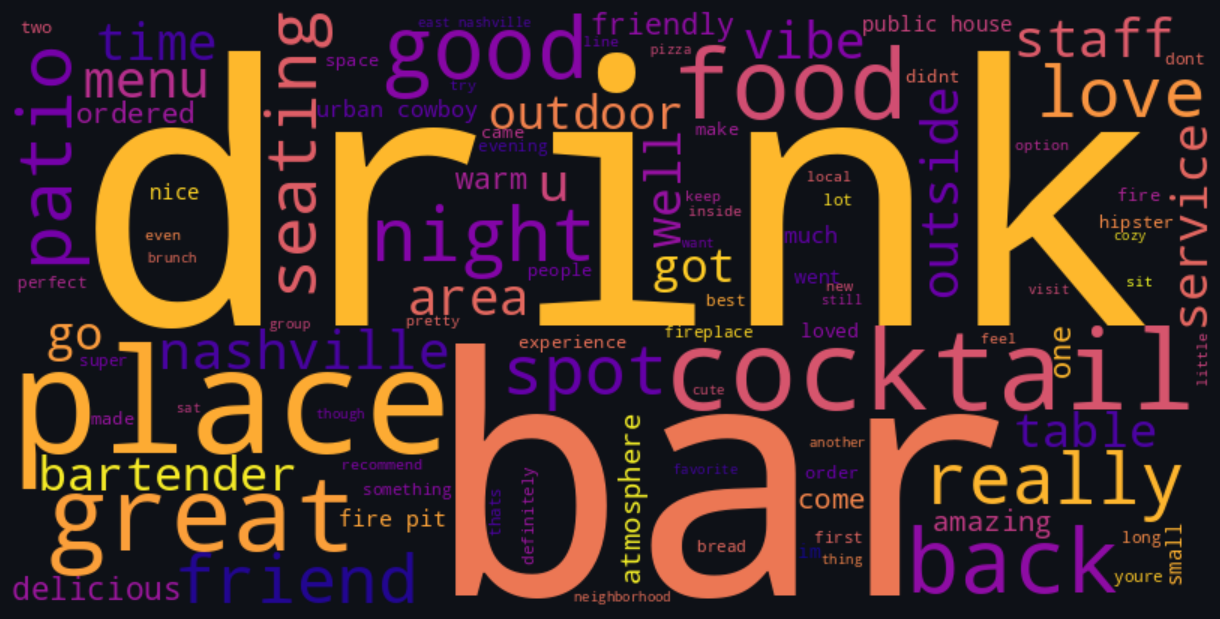 two
time
menu
ordered
patio
seating
space
good
east nashville
line
try
urban cowboy
friendly
pizza
outdoor
came
evening
food
vibe
public house
didnt
staff
dont
love
drink
nice
even
brunch
perfect
warm
u
night
people
area
pretty
well
make
keep
inside
want
got
best
local
lot
much
went
new
still
outside
option
fire
hipster
cozy
sit
visit
service
go
super
nashville
group
experience
fireplace
loved
feel
one
little
place
made
sat
though
spot
cocktail
cute
table
bartender
recommend
something
great
fire pit
bar
thats
definitely
atmosphere
favorite
bread
another
order
come
first
thing
really
amazing
back
long
small
youre
delicious
friend
neighborhood